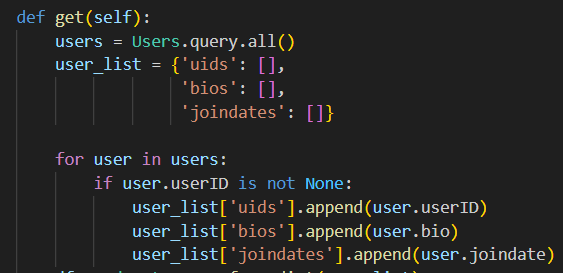 def get(self):
    users = Users.query.all()
    user_list = {'uids': [],
                 'bios': [],
                 'joindates': []}
    for user in users:
        if user.userID is not None:
            user_list['uids'].append(user.userID)
            user_list['bios'].append(user.bio)
            user_list['joindates'].append(user.joindate)